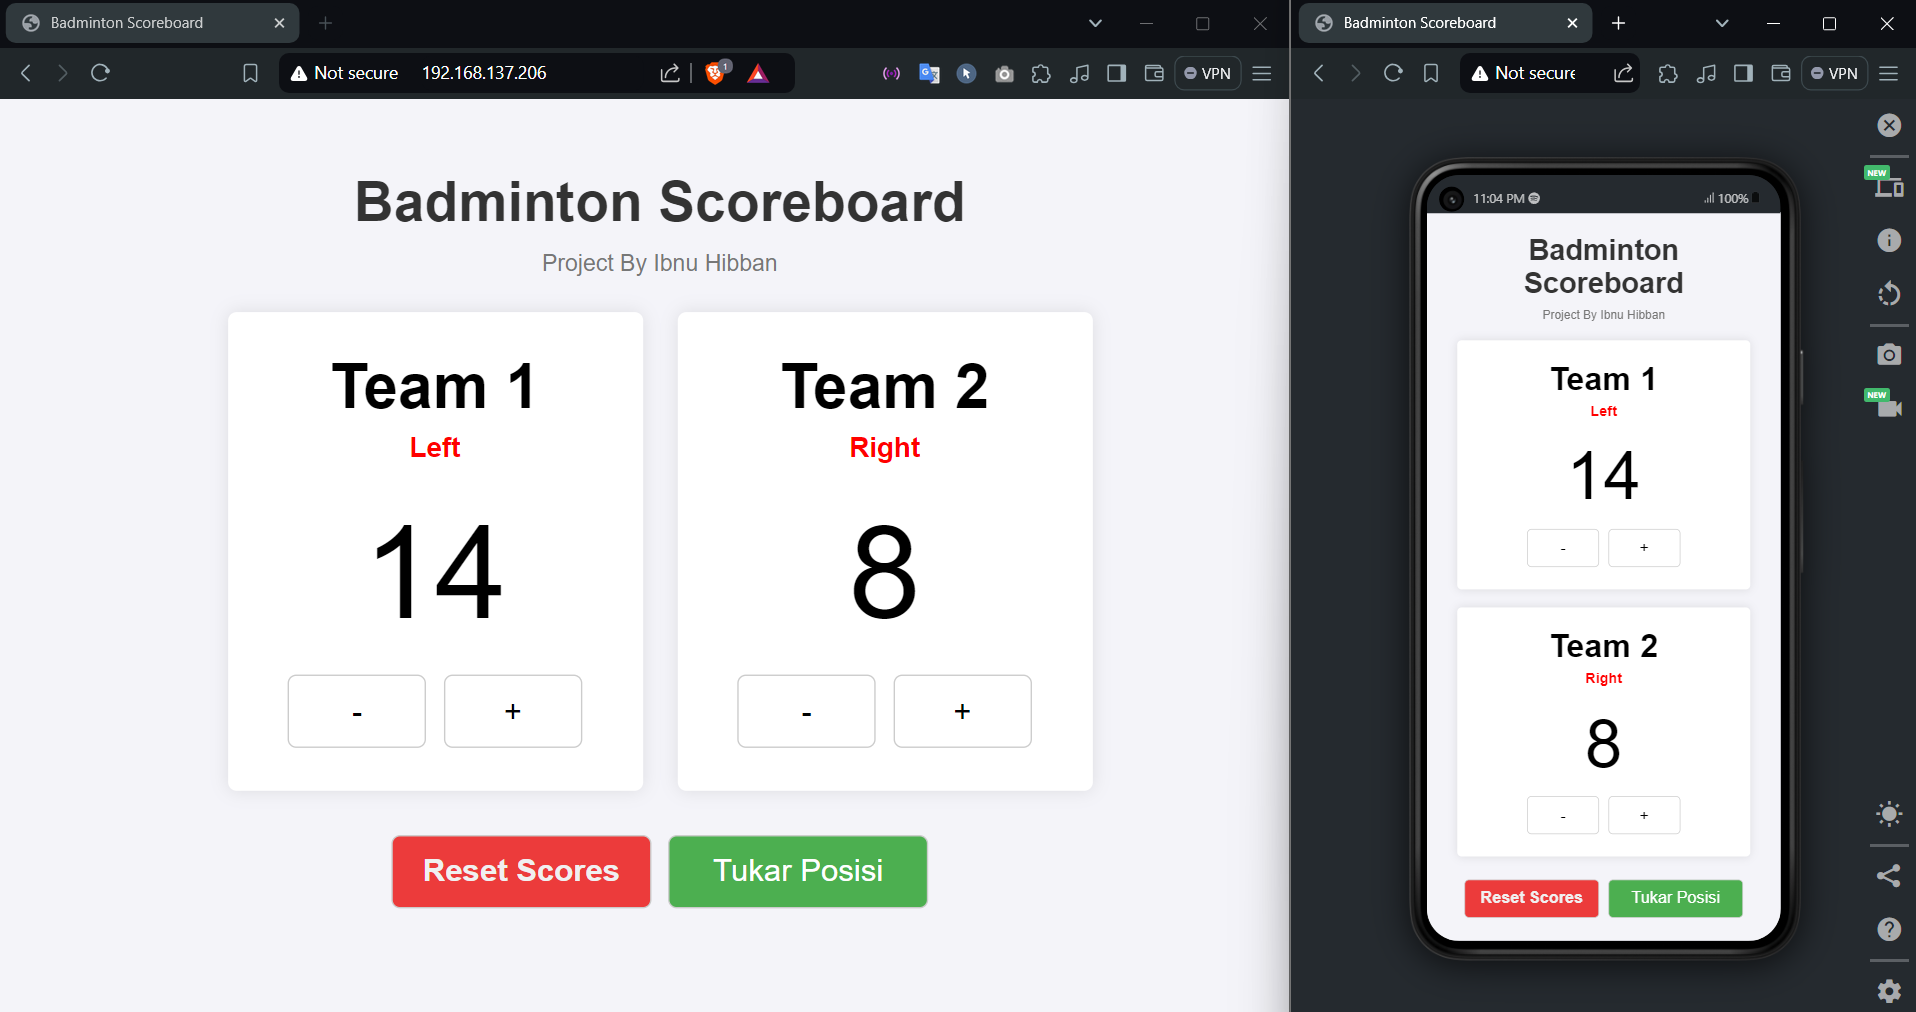 Badminton Scoreboard
Not secure 192.168.137.206
1
VPN
Badminton Scoreboard
Project By Ibnu Hibban
Team 1
Left
14
- +
Team 2
Right
8
- +
Reset Scores
Tukar Posisi
Badminton Scoreboard
Not secure
VPN
NEW
11:04 PM
100%
Badminton
Scoreboard
Project By Ibnu Hibban
Team 1
Left
14
- +
NEW
Team 2
Right
8
- +
Reset Scores
Tukar Posisi